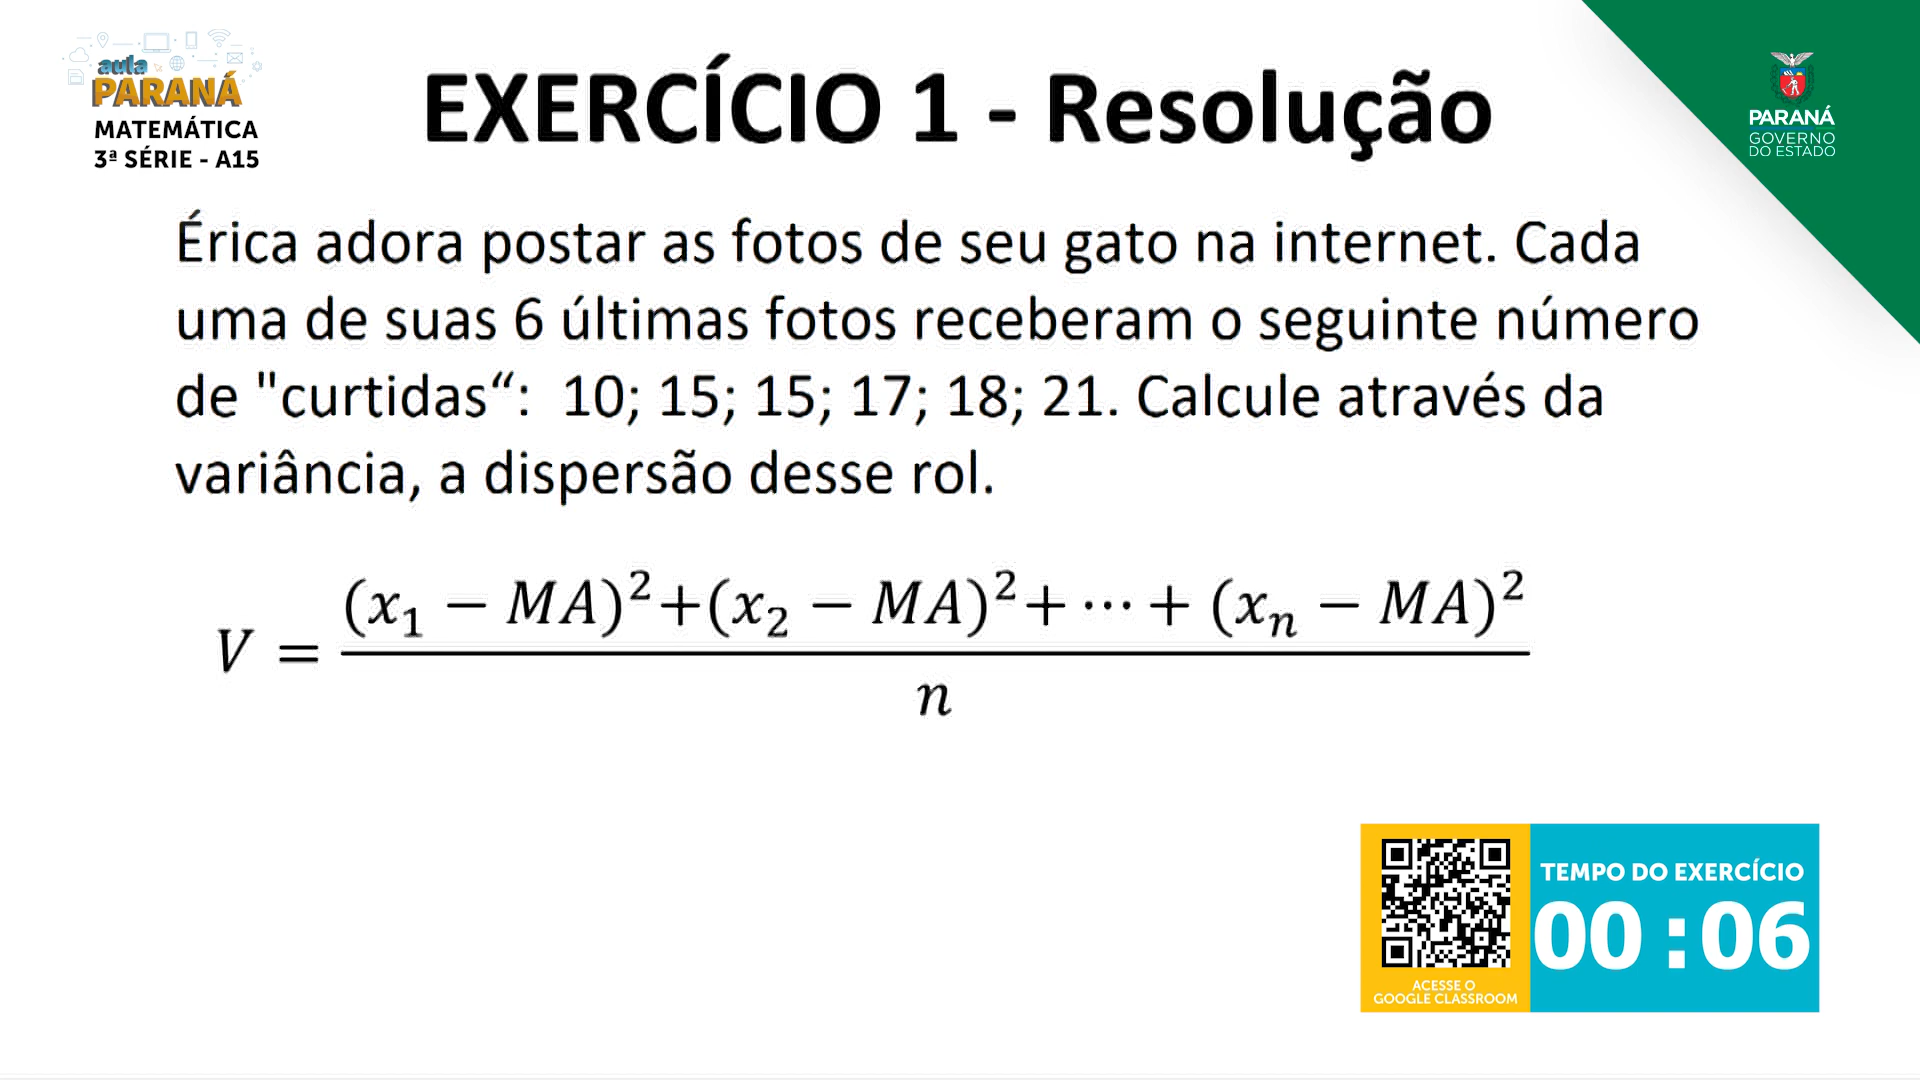 aula
PARANÁ
MATEMÁTICA
3ª SÉRIE - A15
EXERCÍCIO 1 - Resolução
PARANÁ
GOVERNO
DO ESTADO
Érica adora postar as fotos de seu gato na internet. Cada
uma de suas 6 últimas fotos receberam o seguinte número
de "curtidas“: 10; 15; 15; 17; 18; 21. Calcule através da
variância, a dispersão desse rol.
V = (x₁ − MA)²+(x₂ − MA)²+ ⋯ + (xₙ − MA)² / n
TEMPO DO EXERCÍCIO
00 : 06
ACESSE O
GOOGLE CLASSROOM